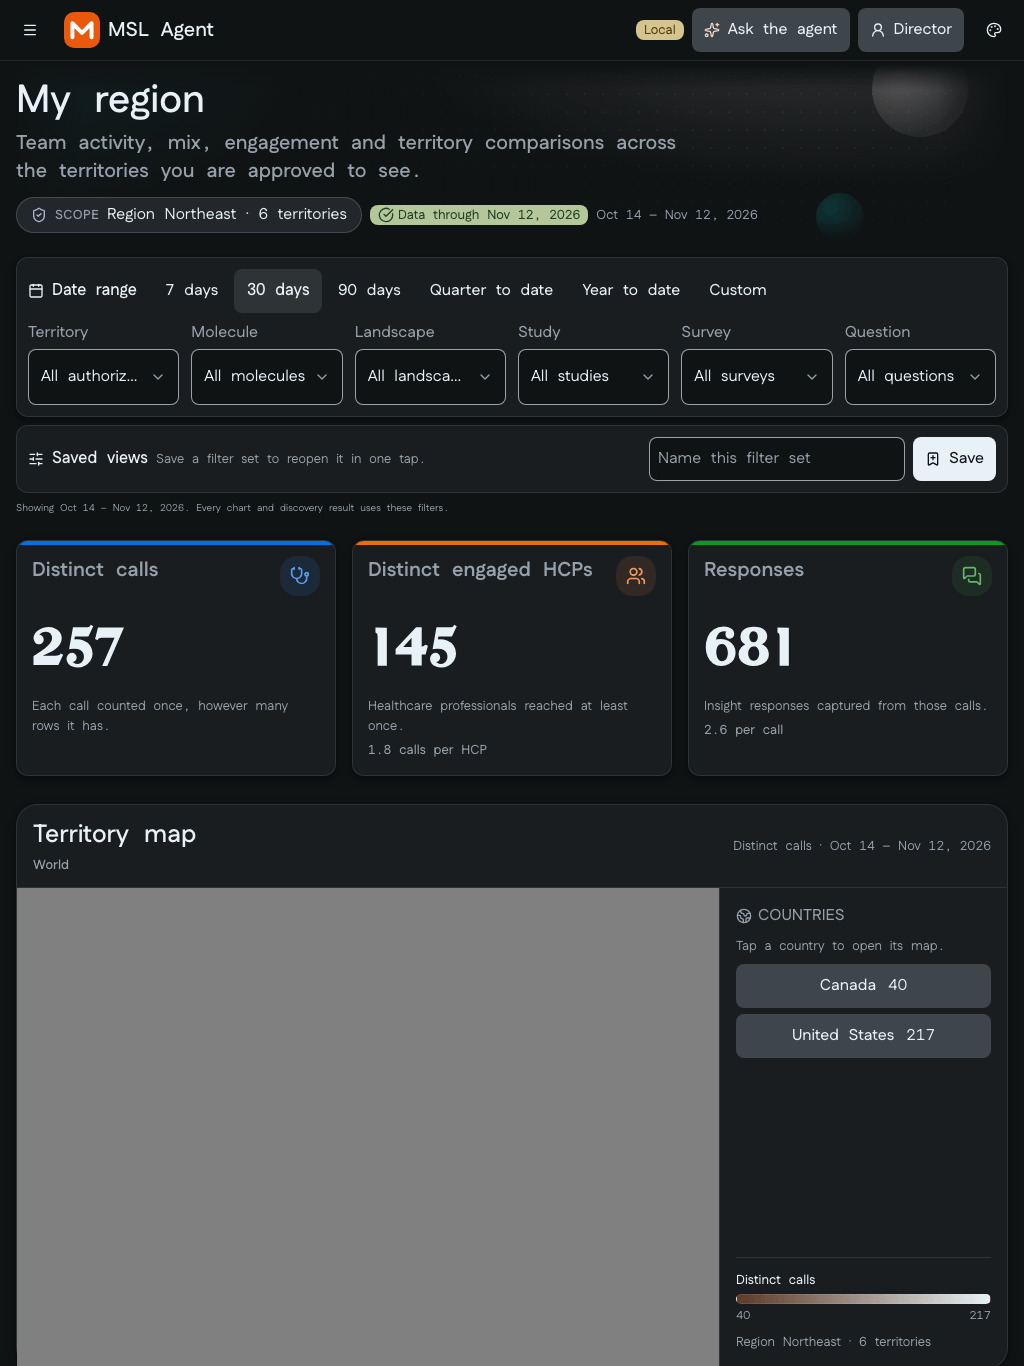 MSL Agent
Local
Ask the agent
Director
My region
Team activity, mix, engagement and territory comparisons across
the territories you are approved to see.
SCOPE Region Northeast · 6 territories
Data through Nov 12, 2026
Oct 14 – Nov 12, 2026
Date range
7 days
30 days
90 days
Quarter to date
Year to date
Custom
Territory
Molecule
Landscape
Study
Survey
Question
All authoriz...
All molecules
All landsca...
All studies
All surveys
All questions
Saved views
Save a filter set to reopen it in one tap.
Name this filter set
Save
Showing Oct 14 – Nov 12, 2026. Every chart and discovery result uses these filters.
Distinct calls
257
Each call counted once, however many
rows it has.
Distinct engaged HCPs
145
Healthcare professionals reached at least
once.
1.8 calls per HCP
Responses
681
Insight responses captured from those calls.
2.6 per call
Territory map
World
Distinct calls · Oct 14 – Nov 12, 2026
COUNTRIES
Tap a country to open its map.
Canada 40
United States 217
Distinct calls
40
217
Region Northeast · 6 territories